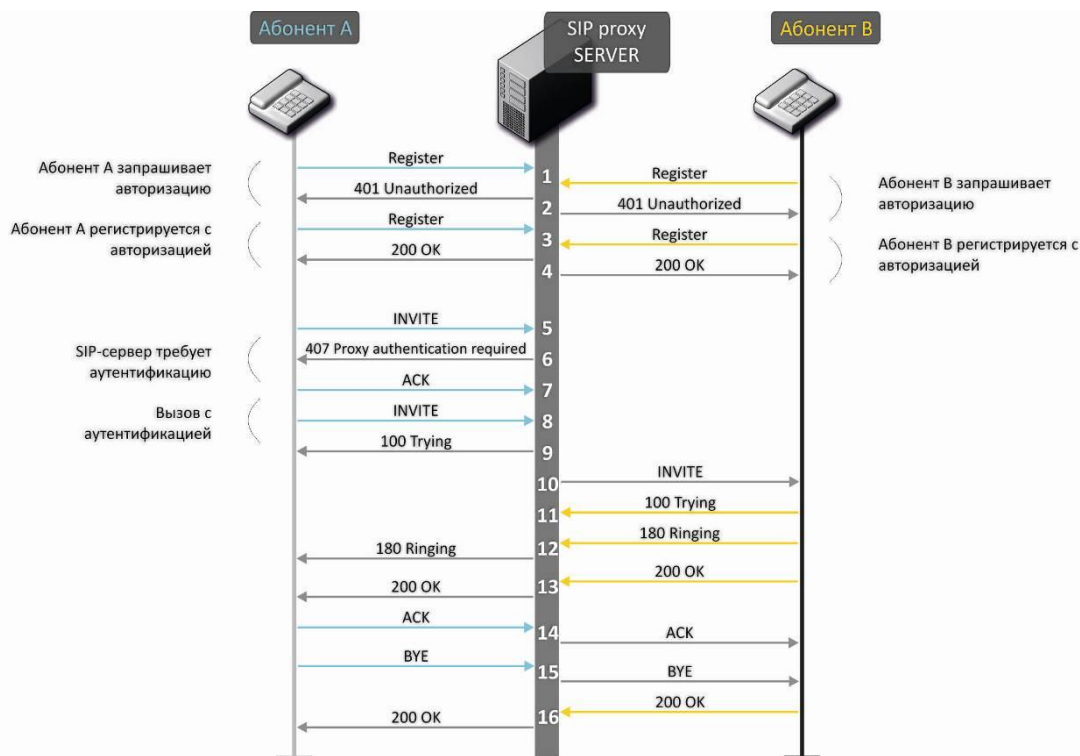 Абонент А
SIP proxy
SERVER
Абонент В
Абонент А запрашивает
авторизацию
Register
1
Register
Абонент В запрашивает
авторизацию
401 Unauthorized
2
401 Unauthorized
Абонент А регистрируется с
авторизацией
Register
3
Register
Абонент В регистрируется с
авторизацией
200 OK
4
200 OK
INVITE
5
SIP-сервер требует
аутентификацию
407 Proxy authentication required
6
ACK
7
Вызов с
аутентификацией
INVITE
8
100 Trying
9
INVITE
10
100 Trying
11
180 Ringing
12
180 Ringing
200 OK
13
200 OK
ACK
14
ACK
BYE
15
BYE
200 OK
16
200 OK